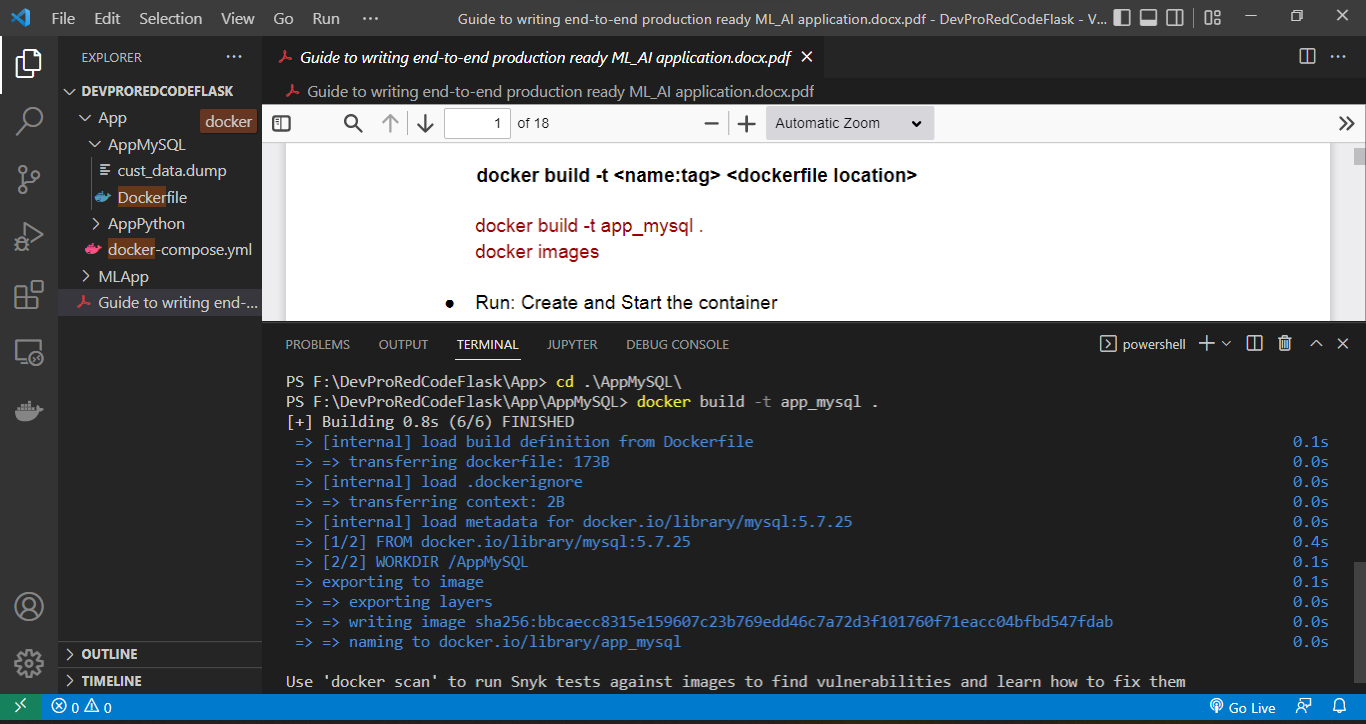 File Edit Selection View Go Run ··· Guide to writing end-to-end production ready ML_AI application.docx.pdf - DevProRedCodeFlask - V...
EXPLORER ···
DEVPROREDCODEFLASK
App
docker
AppMySQL
cust_data.dump
Dockerfile
AppPython
docker-compose.yml
MLApp
Guide to writing end-...
OUTLINE
TIMELINE
Guide to writing end-to-end production ready ML_AI application.docx.pdf
Guide to writing end-to-end production ready ML_AI application.docx.pdf
1 of 18 Automatic Zoom
docker build -t <name:tag> <dockerfile location>
docker build -t app_mysql .
docker images
● Run: Create and Start the container
PROBLEMS OUTPUT TERMINAL JUPYTER DEBUG CONSOLE powershell
PS F:\DevProRedCodeFlask\App> cd .\AppMySQL\
PS F:\DevProRedCodeFlask\App\AppMySQL> docker build -t app_mysql .
[+] Building 0.8s (6/6) FINISHED
=> [internal] load build definition from Dockerfile 0.1s
=> => transferring dockerfile: 173B 0.0s
=> [internal] load .dockerignore 0.0s
=> => transferring context: 2B 0.0s
=> [internal] load metadata for docker.io/library/mysql:5.7.25 0.0s
=> [1/2] FROM docker.io/library/mysql:5.7.25 0.4s
=> [2/2] WORKDIR /AppMySQL 0.1s
=> exporting to image 0.1s
=> => exporting layers 0.0s
=> => writing image sha256:bbcaecc8315e159607c23b769edd46c7a72d3f101760f71eacc04bfbd547fdab 0.0s
=> => naming to docker.io/library/app_mysql 0.0s
Use 'docker scan' to run Snyk tests against images to find vulnerabilities and learn how to fix them
0 0 Go Live